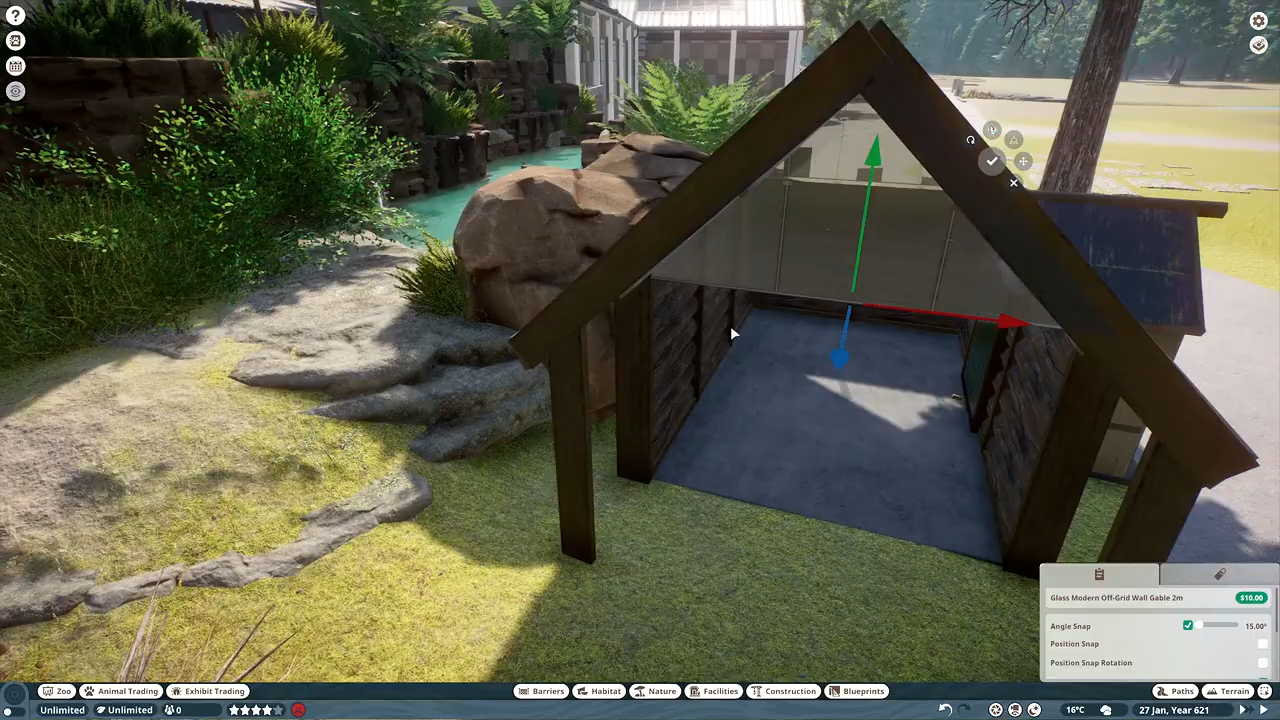 Glass Modern Off-Grid Wall Gable 2m $10.00
Angle Snap 15.00°
Position Snap
Position Snap Rotation
Zoo Animal Trading Exhibit Trading Barriers Habitat Nature Facilities Construction Blueprints Paths Terrain
Unlimited Unlimited 0 16°C 27 Jan, Year 621